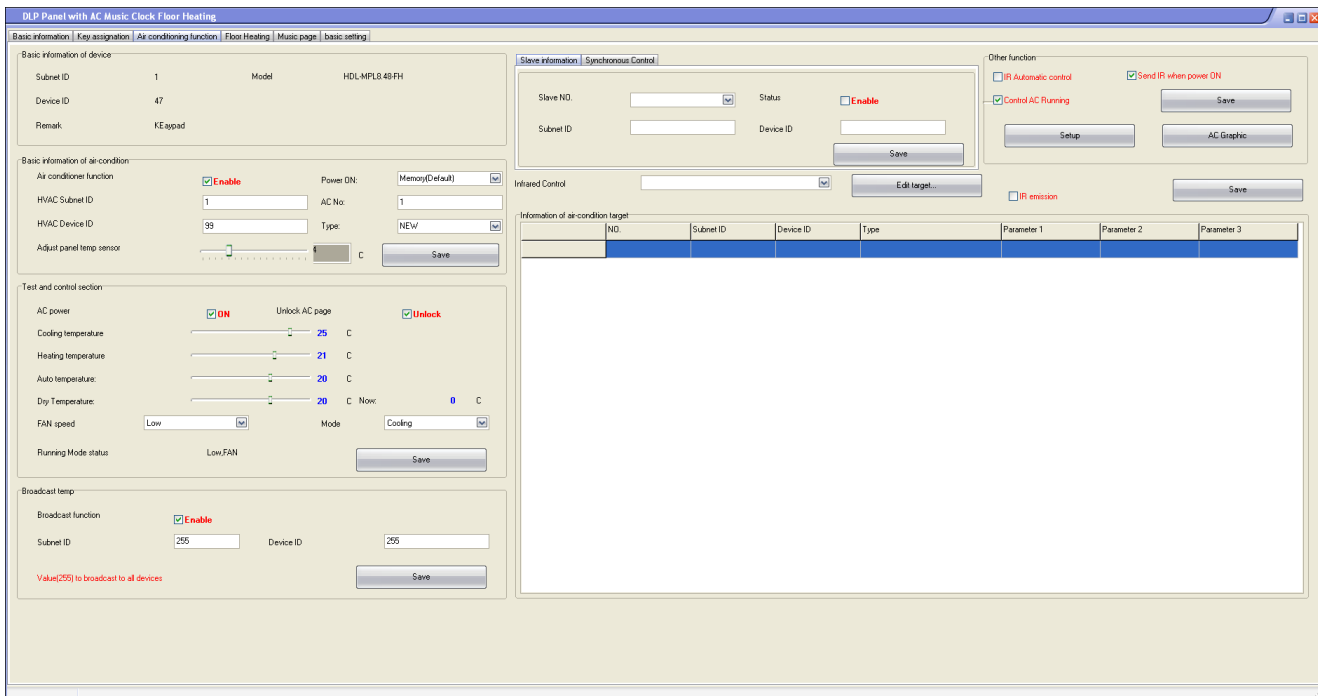 DLP Panel with AC Music Clock Floor Heating
Basic information Key assignation Air conditioning function Floor Heating Music page basic setting
Basic information of device
Subnet ID 1 Model HDL-MPL8.48-FH
Device ID 47
Remark KEaypad
Basic information of air-condition
Air conditioner function Enable Power ON: Memory(Default)
HVAC Subnet ID 1 AC No: 1
HVAC Device ID 99 Type: NEW
Adjust panel temp sensor 4 C Save
Test and control section
AC power ON Unlock AC page Unlock
Cooling temperature 25 C
Heating temperature 21 C
Auto temperature: 20 C
Dry Temperature: 20 C Now: 0 C
FAN speed Low Mode Cooling
Running Mode status Low,FAN Save
Broadcast temp
Broadcast function Enable
Subnet ID 255 Device ID 255
Value(255) to broadcast to all devices Save
Slave information Synchronous Control
Slave NO. Status Enable
Subnet ID Device ID
Save
Other function
IR Automatic control Send IR when power ON
Control AC Running Save
Setup AC Graphic
Infrared Control Edit target... IR emission Save
Information of air-condition target
NO. Subnet ID Device ID Type Parameter 1 Parameter 2 Parameter 3